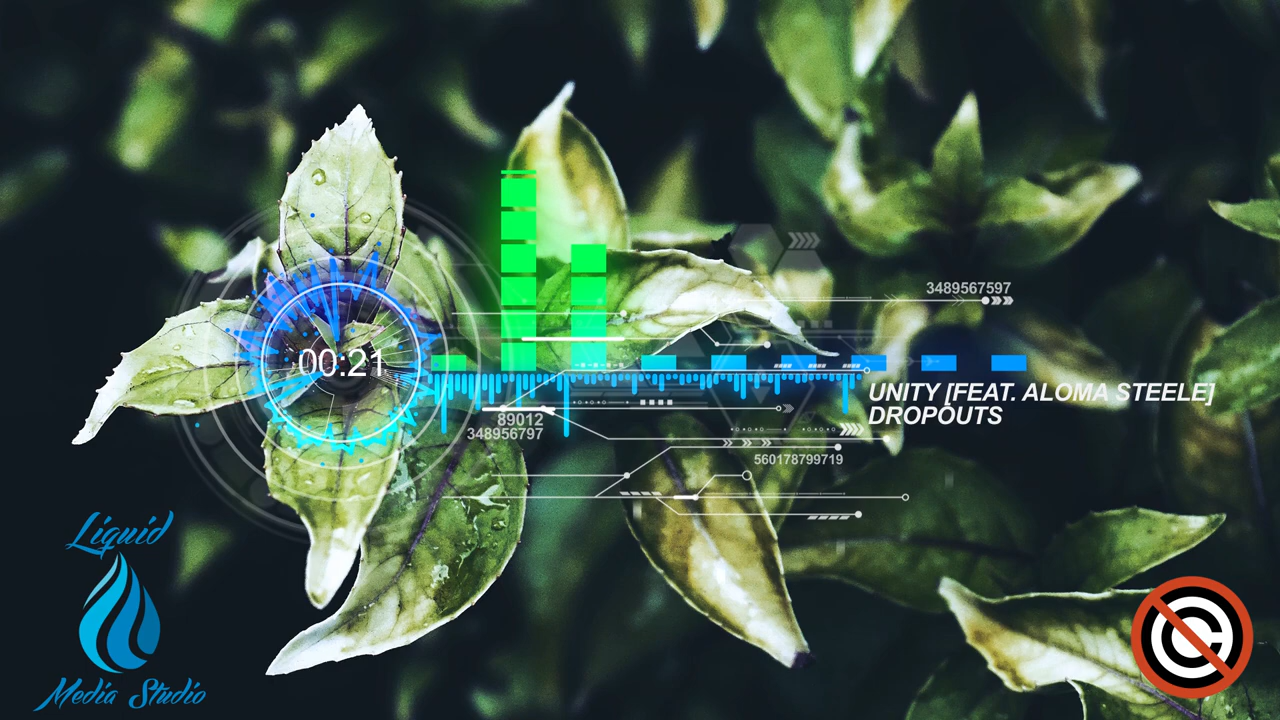 3489567597
00:21
UNITY [FEAT. ALOMA STEELE]
DROPOUTS
89012
348956797
560178799719
Liquid
Media Studio
C